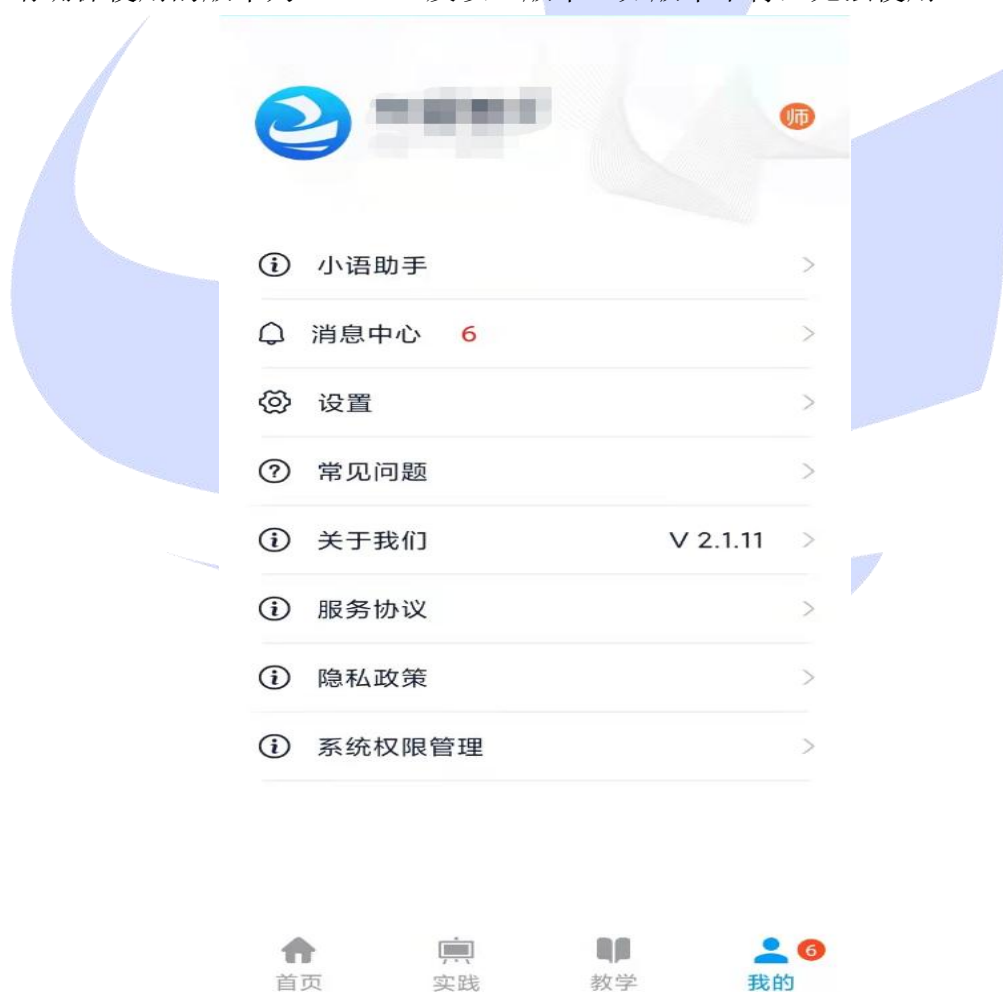 师
小语助手
消息中心 6
设置
常见问题
关于我们 V 2.1.11
服务协议
隐私政策
系统权限管理
6
首页 实践 教学 我的